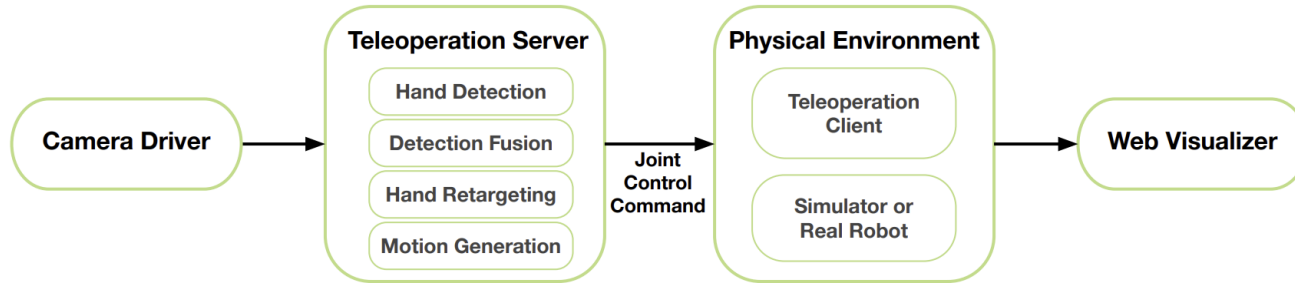 Camera Driver
Teleoperation Server
Hand Detection
Detection Fusion
Hand Retargeting
Motion Generation
Joint
Control
Command
Physical Environment
Teleoperation
Client
Simulator or
Real Robot
Web Visualizer